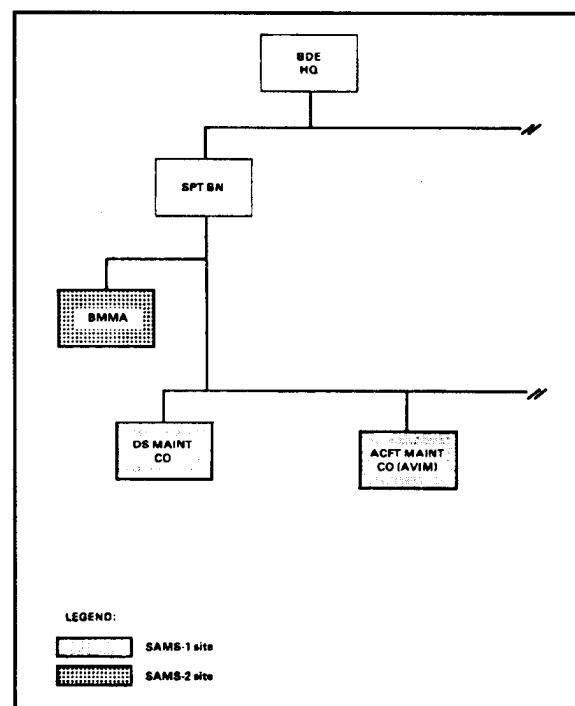 BDE
HQ
SPT BN
BMMA
DS MAINT
CO
ACFT MAINT
CO (AVIM)
LEGEND:
SAMS-1 site
SAMS-2 site